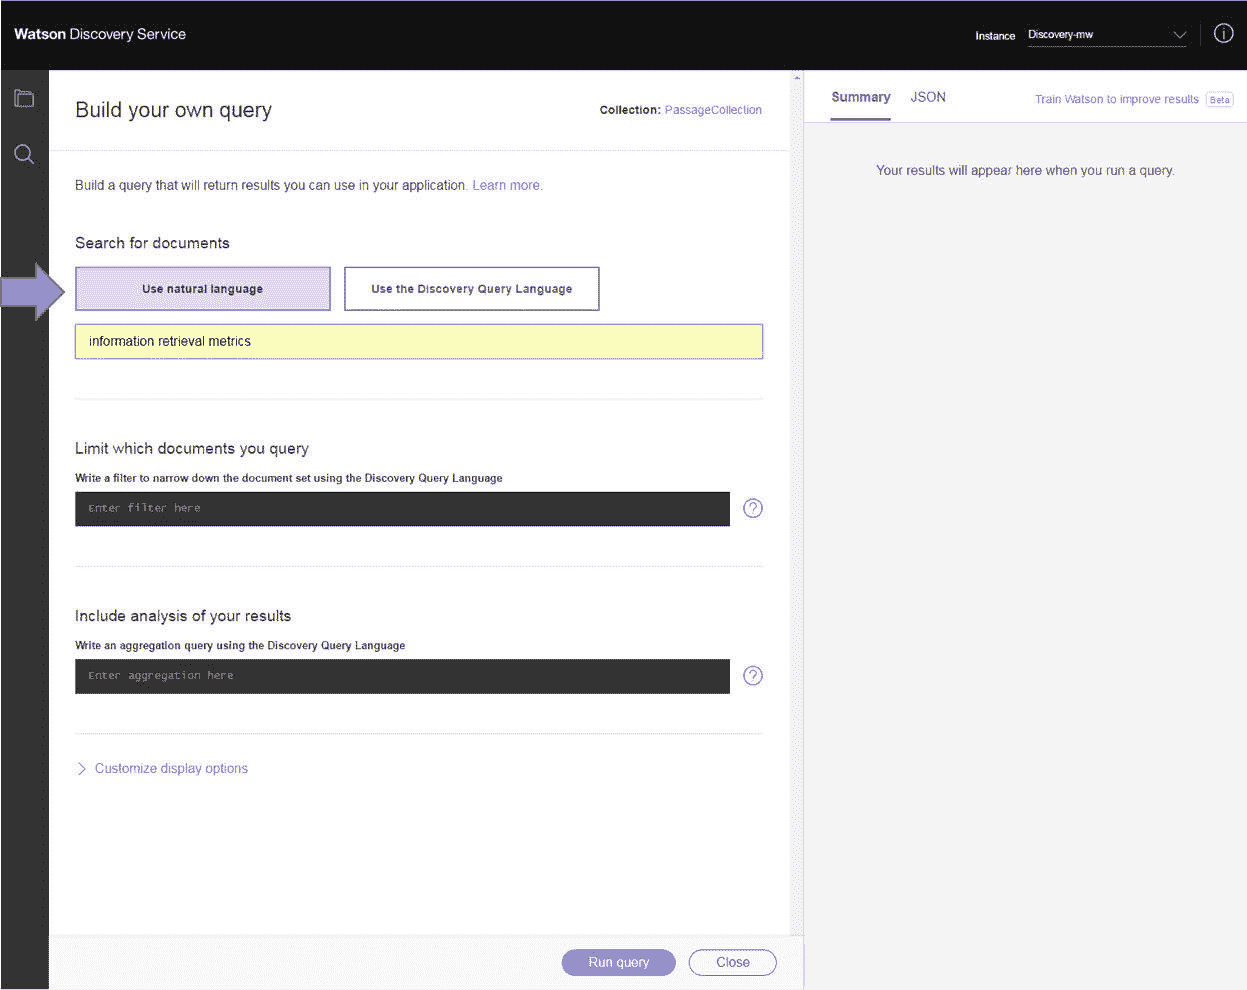 Watson Discovery Service
Instance Discovery-mw
Build your own query
Collection: PassageCollection
Summary JSON Train Watson to improve results Beta
Your results will appear here when you run a query.
Build a query that will return results you can use in your application. Learn more.
Search for documents
Use natural language
Use the Discovery Query Language
information retrieval metrics
Limit which documents you query
Write a filter to narrow down the document set using the Discovery Query Language
Enter filter here
?
Include analysis of your results
Write an aggregation query using the Discovery Query Language
Enter aggregation here
?
Customize display options
Run query
Close